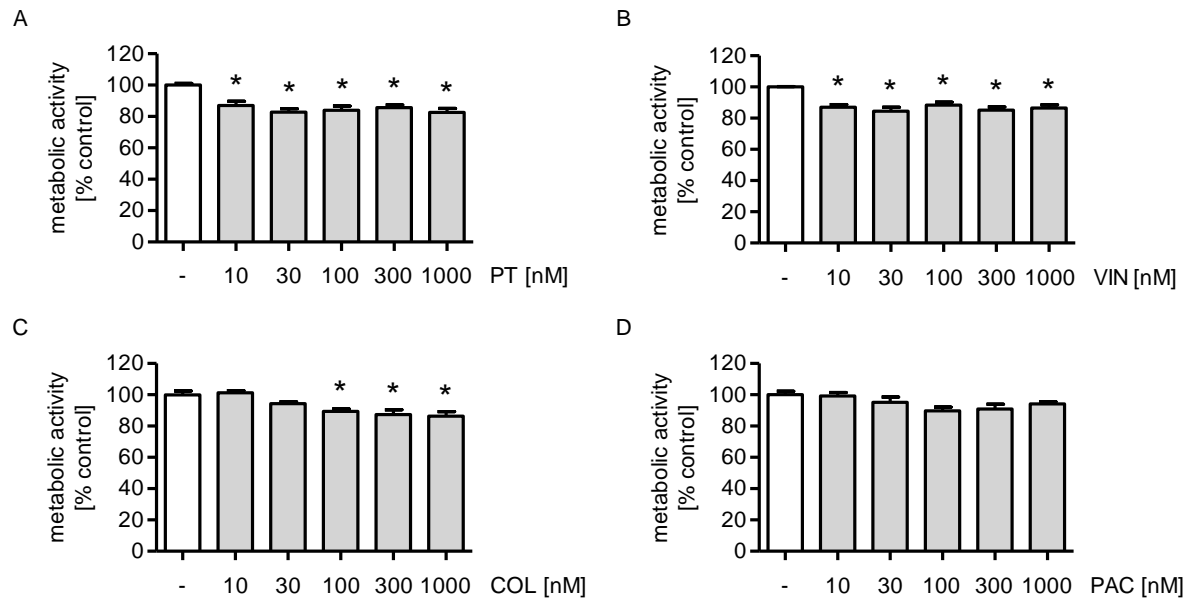 A
metabolic activity
[% control]
120
100
80
60
40
20
0
* * * * *
- 10 30 100 300 1000 PT [nM]
B
metabolic activity
[% control]
120
100
80
60
40
20
0
* * * * *
- 10 30 100 300 1000 VIN [nM]
C
metabolic activity
[% control]
120
100
80
60
40
20
0
* * *
- 10 30 100 300 1000 COL [nM]
D
metabolic activity
[% control]
120
100
80
60
40
20
0
- 10 30 100 300 1000 PAC [nM]